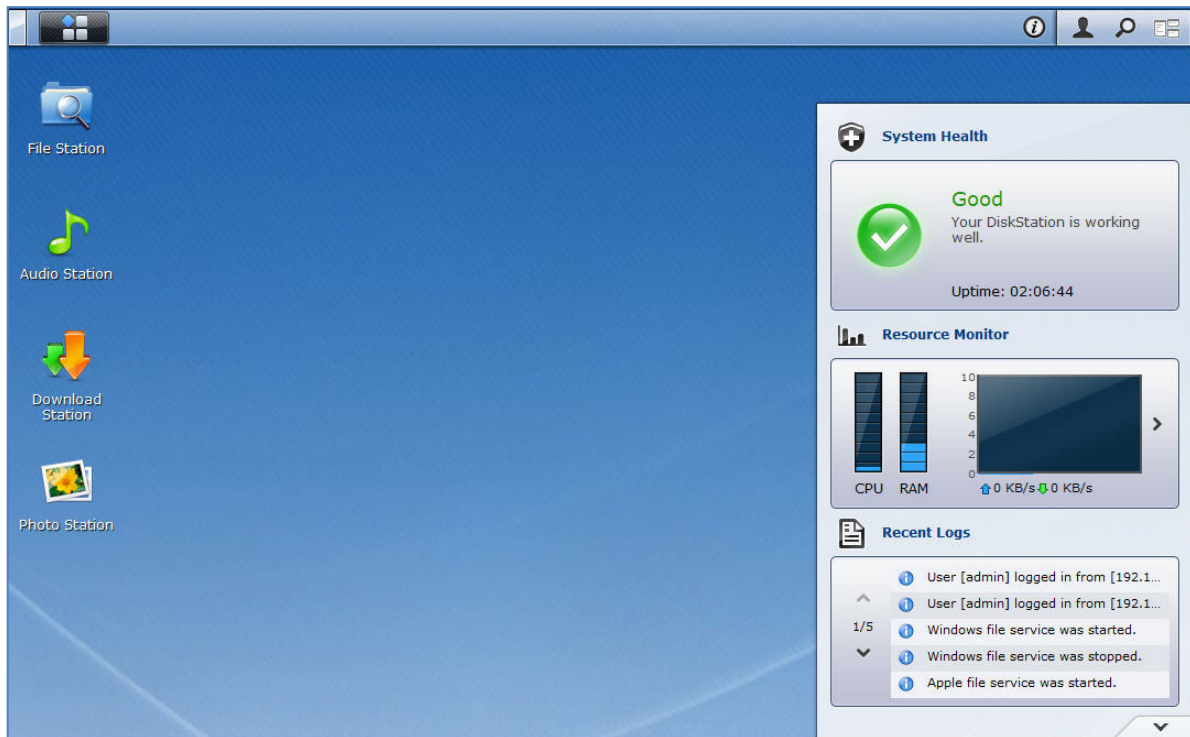 File Station
Audio Station
Download
Station
Photo Station
System Health
Good
Your DiskStation is working
well.
Uptime: 02:06:44
Resource Monitor
10
8
6
4
2
0
CPU RAM 0 KB/s 0 KB/s
Recent Logs
User [admin] logged in from [192.1...
User [admin] logged in from [192.1...
1/5
Windows file service was started.
Windows file service was stopped.
Apple file service was started.